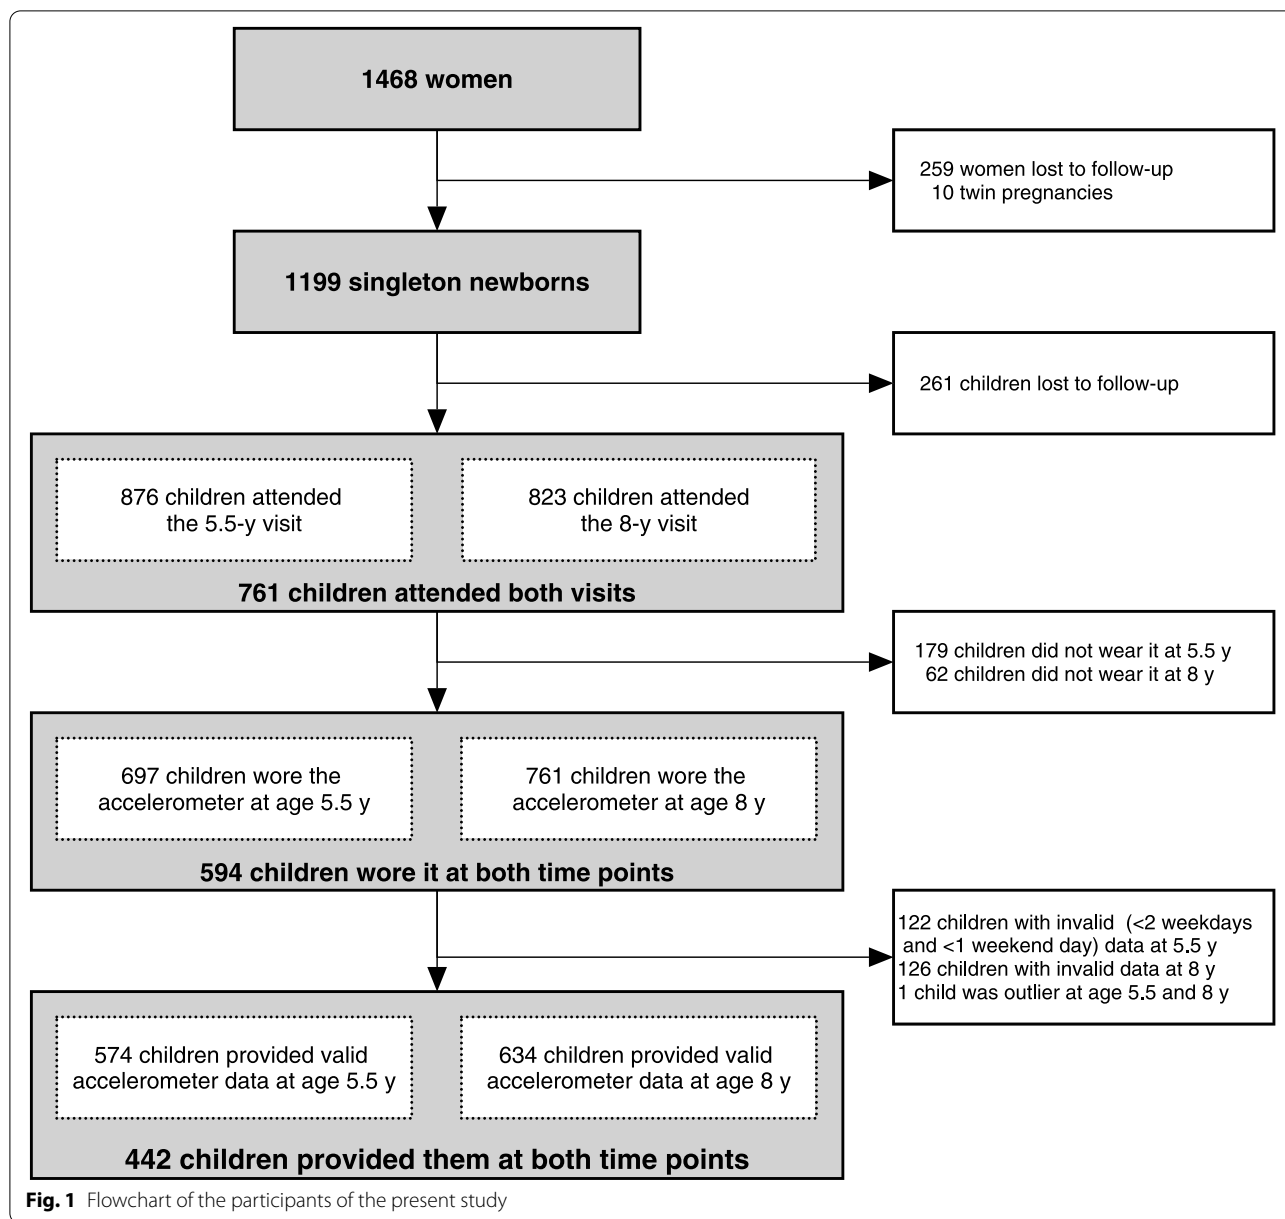 1468 women
259 women lost to follow-up
10 twin pregnancies
1199 singleton newborns
261 children lost to follow-up
876 children attended
the 5.5-y visit
823 children attended
the 8-y visit
761 children attended both visits
179 children did not wear it at 5.5 y
62 children did not wear it at 8 y
697 children wore the
accelerometer at age 5.5 y
761 children wore the
accelerometer at age 8 y
594 children wore it at both time points
122 children with invalid (<2 weekdays
and <1 weekend day) data at 5.5 y
126 children with invalid data at 8 y
1 child was outlier at age 5.5 and 8 y
574 children provided valid
accelerometer data at age 5.5 y
634 children provided valid
accelerometer data at age 8 y
442 children provided them at both time points
Fig. 1 Flowchart of the participants of the present study